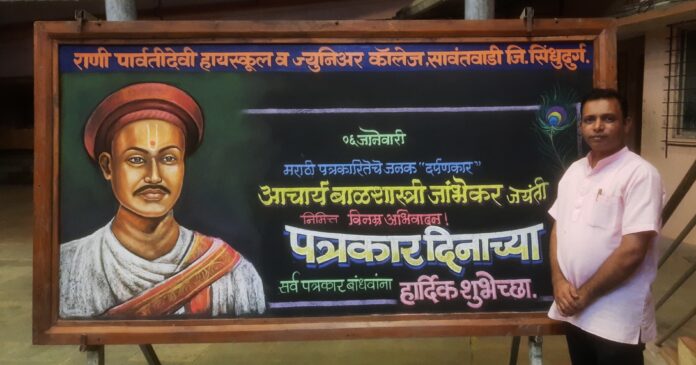 राणी पार्वतीदेवी हायस्कूल व ज्युनिअर कॉलेज, सावंतवाडी जि. सिंधुदुर्ग.
०६ जानेवारी
मराठी पत्रकारितेचे जनक "दर्पणकार"
आचार्य बाळशास्त्री जांभेकर जयंती
निमित्त विनम्र अभिवादन!
पत्रकार दिनाच्या
सर्व पत्रकार बांधवांना हार्दिक शुभेच्छा.